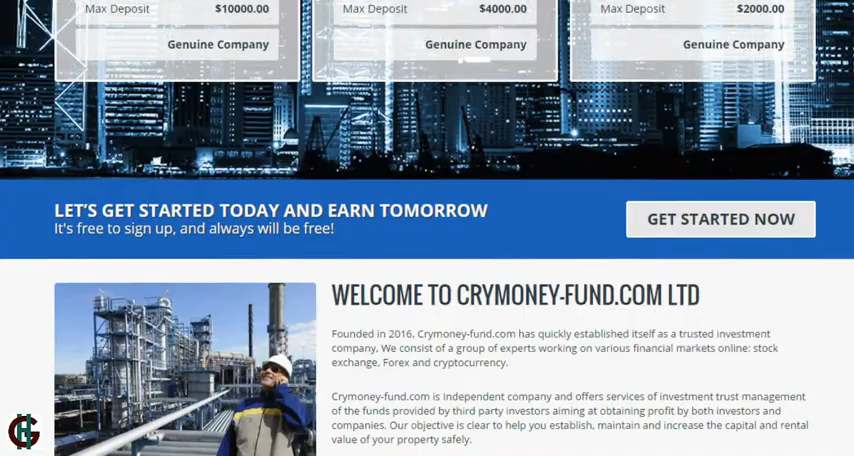 Max Deposit $10000.00 Max Deposit $4000.00 Max Deposit $2000.00
Genuine Company Genuine Company Genuine Company
LET'S GET STARTED TODAY AND EARN TOMORROW
It's free to sign up, and always will be free!
GET STARTED NOW
WELCOME TO CRYMONEY-FUND.COM LTD
Founded in 2016, Crymoney-fund.com has quickly established itself as a trusted investment
company, We consist of a group of experts working on various financial markets online: stock
exchange, Forex and cryptocurrency.
Crymoney-fund.com is Independent company and offers services of investment trust management
of the funds provided by third party investors aiming at obtaining profit by both investors and
companies. Our objective is clear to help you establish, maintain and increase the capital and rental
value of your property safely.